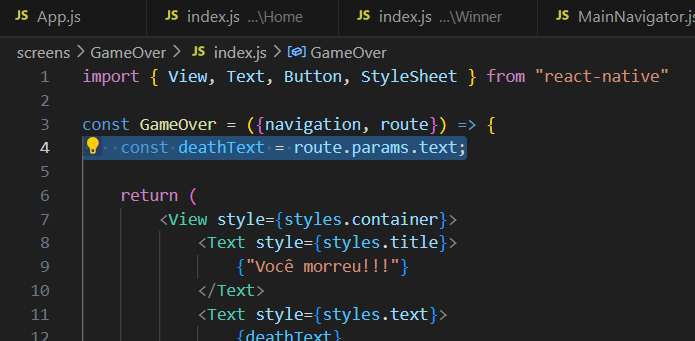 JS App.js JS index.js ...\Home JS index.js ...\Winner JS MainNavigator.js
screens > GameOver > JS index.js > GameOver
1 import { View, Text, Button, StyleSheet } from "react-native"
2
3 const GameOver = ({navigation, route}) => {
4 const deathText = route.params.text;
5
6 return (
7 <View style={styles.container}>
8 <Text style={styles.title}>
9 {"Você morreu!!!"}
10 </Text>
11 <Text style={styles.text}>
12 {deathText}